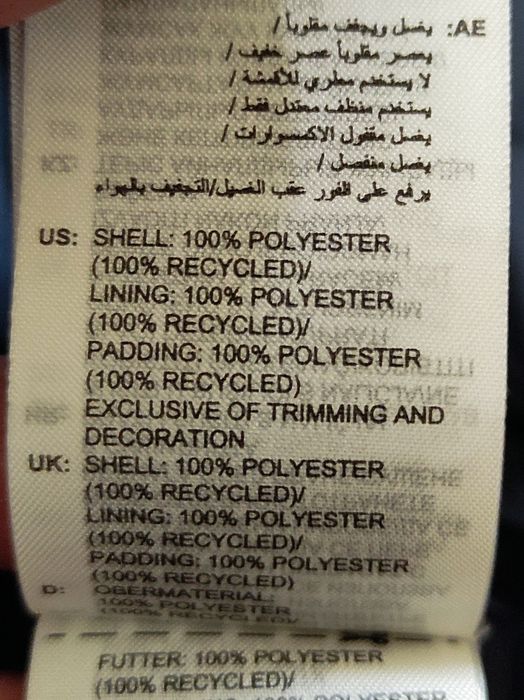 AE: يغسل ويجفف مقلوباً /
يعصر مقلوباً عصر خفيف /
لا يستخدم مطري للأقمشة /
يستخدم منظف معتدل فقط /
يغسل مقفول الاكسسوارات /
يغسل منفصل /
يرفع على الفور عقب الغسيل/التجفيف بالهواء
US: SHELL: 100% POLYESTER
(100% RECYCLED)/
LINING: 100% POLYESTER
(100% RECYCLED)/
PADDING: 100% POLYESTER
(100% RECYCLED)
EXCLUSIVE OF TRIMMING AND
DECORATION
UK: SHELL: 100% POLYESTER
(100% RECYCLED)/
LINING: 100% POLYESTER
(100% RECYCLED)/
PADDING: 100% POLYESTER
(100% RECYCLED)
D: OBERMATERIAL:
100% POLYESTER
(100% RECYCLED)/
FUTTER: 100% POLYESTER
(100% RECYCLED)/